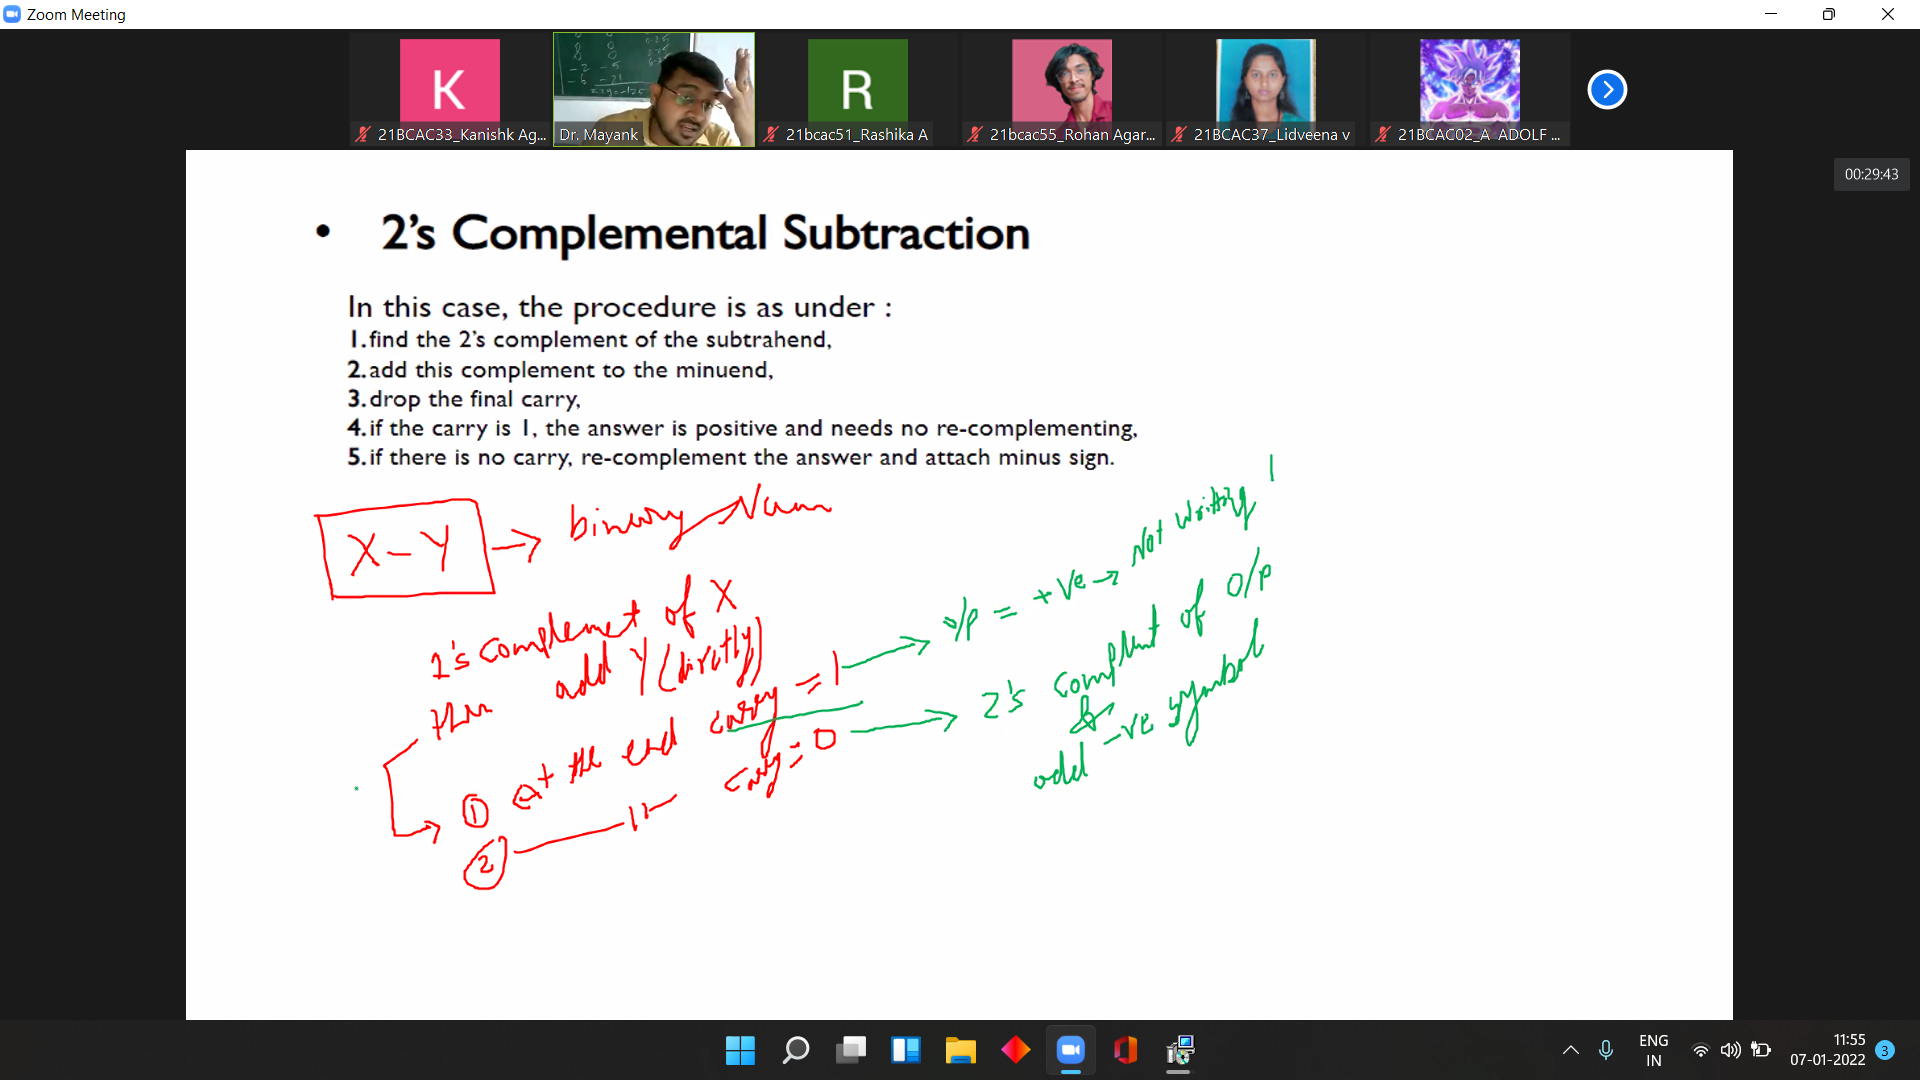 Zoom Meeting
K
R
21BCAC33_Kanishk Ag...
Dr. Mayank
21bcac51_Rashika A
21bcac55_Rohan Agar...
21BCAC37_Lidveena v
21BCAC02_A  ADOLF ...
00:29:43
• 2's Complemental Subtraction
In this case, the procedure is as under :
1.find the 2's complement of the subtrahend,
2.add this complement to the minuend,
3.drop the final carry,
4.if the carry is 1, the answer is positive and needs no re-complementing,
5.if there is no carry, re-complement the answer and attach minus sign.
X - Y → binary Num
2's complemet of X
then add Y (dirctly)
① at the end carry = 1 → o/p = +ve → Not writing 1
② —— 11 — carry = 0 → 2's complent of O/P
&
add -ve symbol
ENG
IN
11:55
07-01-2022
3